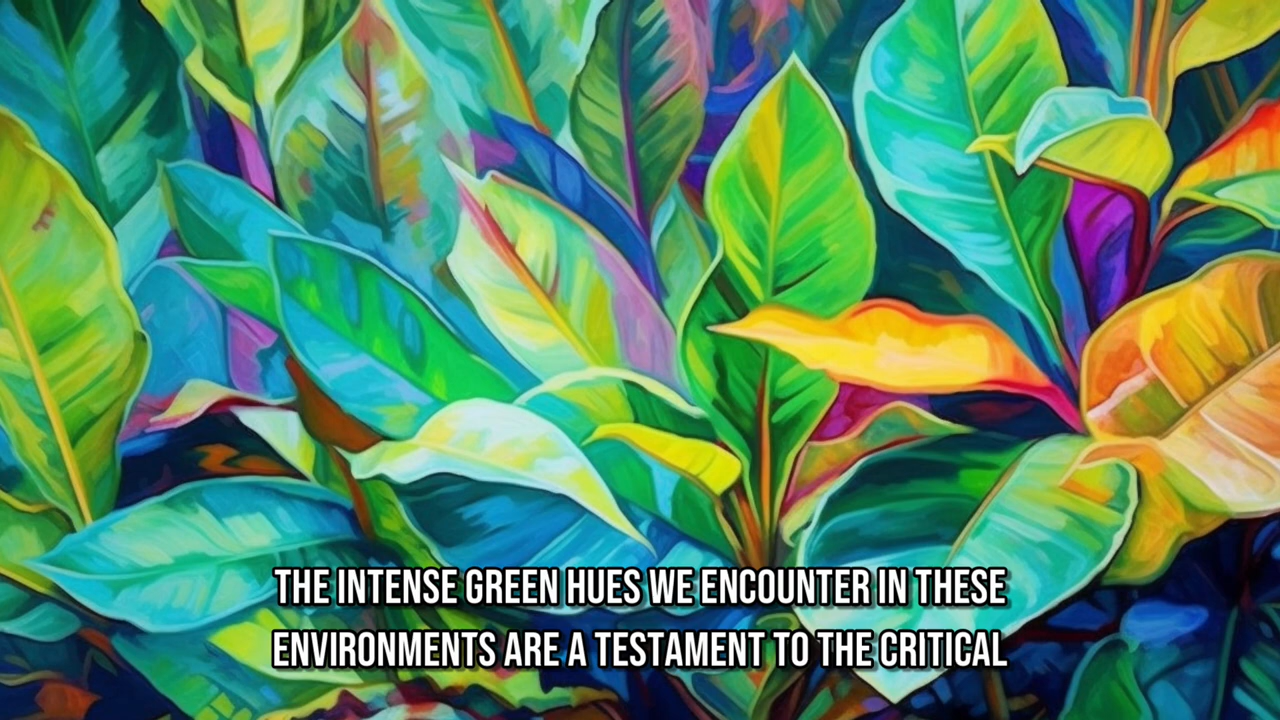 THE INTENSE GREEN HUES WE ENCOUNTER IN THESE
ENVIRONMENTS ARE A TESTAMENT TO THE CRITICAL